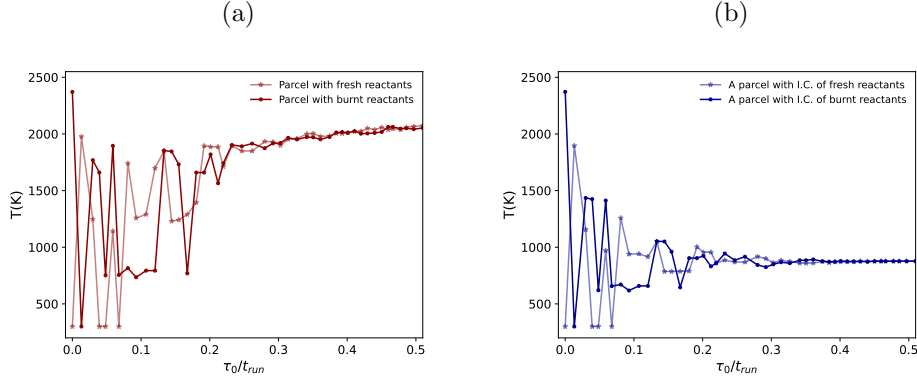 (a)
(b)
2500
2000
1500
1000
500
T(K)
Parcel with fresh reactants
Parcel with burnt reactants
0.0 0.1 0.2 0.3 0.4 0.5
τ0/trun
2500
2000
1500
1000
500
T(K)
A parcel with I.C. of fresh reactants
A parcel with I.C. of burnt reactants
0.0 0.1 0.2 0.3 0.4 0.5
τ0/trun